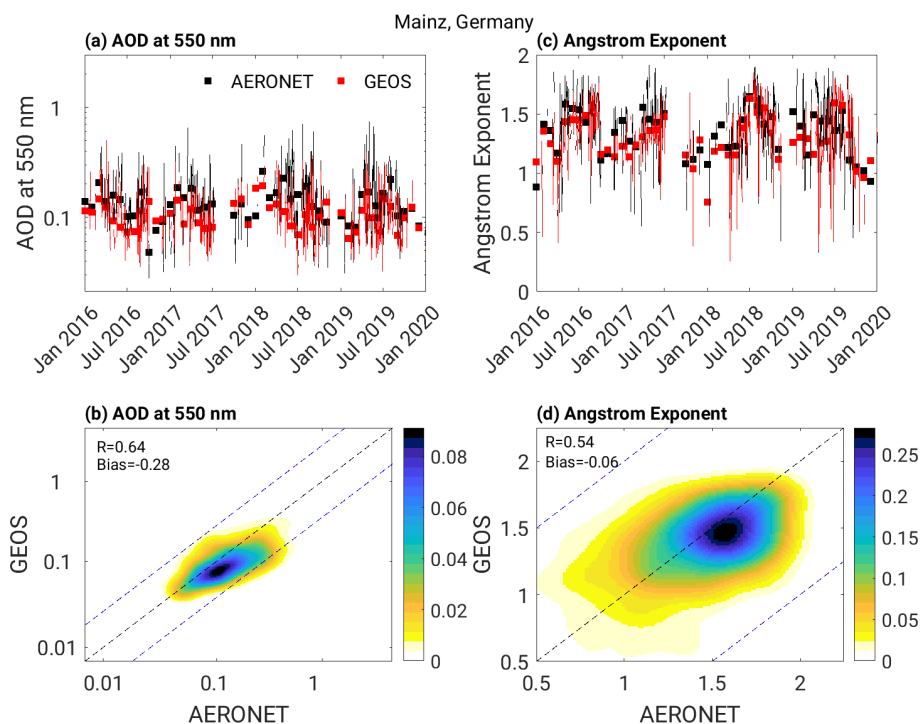 Mainz, Germany
(a) AOD at 550 nm
AERONET
GEOS
AOD at 550 nm
1
0.1
Jan 2016
Jul 2016
Jan 2017
Jul 2017
Jan 2018
Jul 2018
Jan 2019
Jul 2019
Jan 2020
(c) Angstrom Exponent
Angstrom Exponent
2
1.5
1
0.5
0
Jan 2016
Jul 2016
Jan 2017
Jul 2017
Jan 2018
Jul 2018
Jan 2019
Jul 2019
Jan 2020
(b) AOD at 550 nm
R=0.64
Bias=-0.28
GEOS
1
0.1
0.01
0.01
0.1
1
AERONET
0.08
0.06
0.04
0.02
0
(d) Angstrom Exponent
R=0.54
Bias=-0.06
GEOS
2
1.5
1
0.5
0.5
1
1.5
2
AERONET
0.25
0.2
0.15
0.1
0.05
0